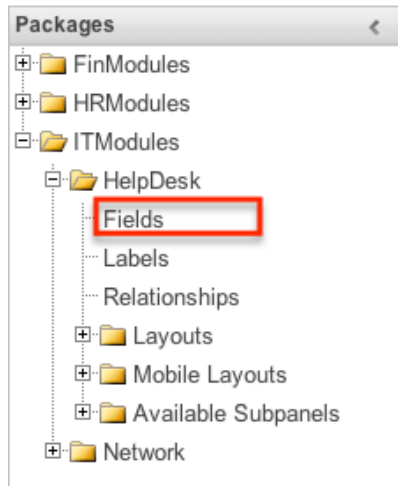 Packages
FinModules
HRModules
ITModules
HelpDesk
Fields
Labels
Relationships
Layouts
Mobile Layouts
Available Subpanels
Network